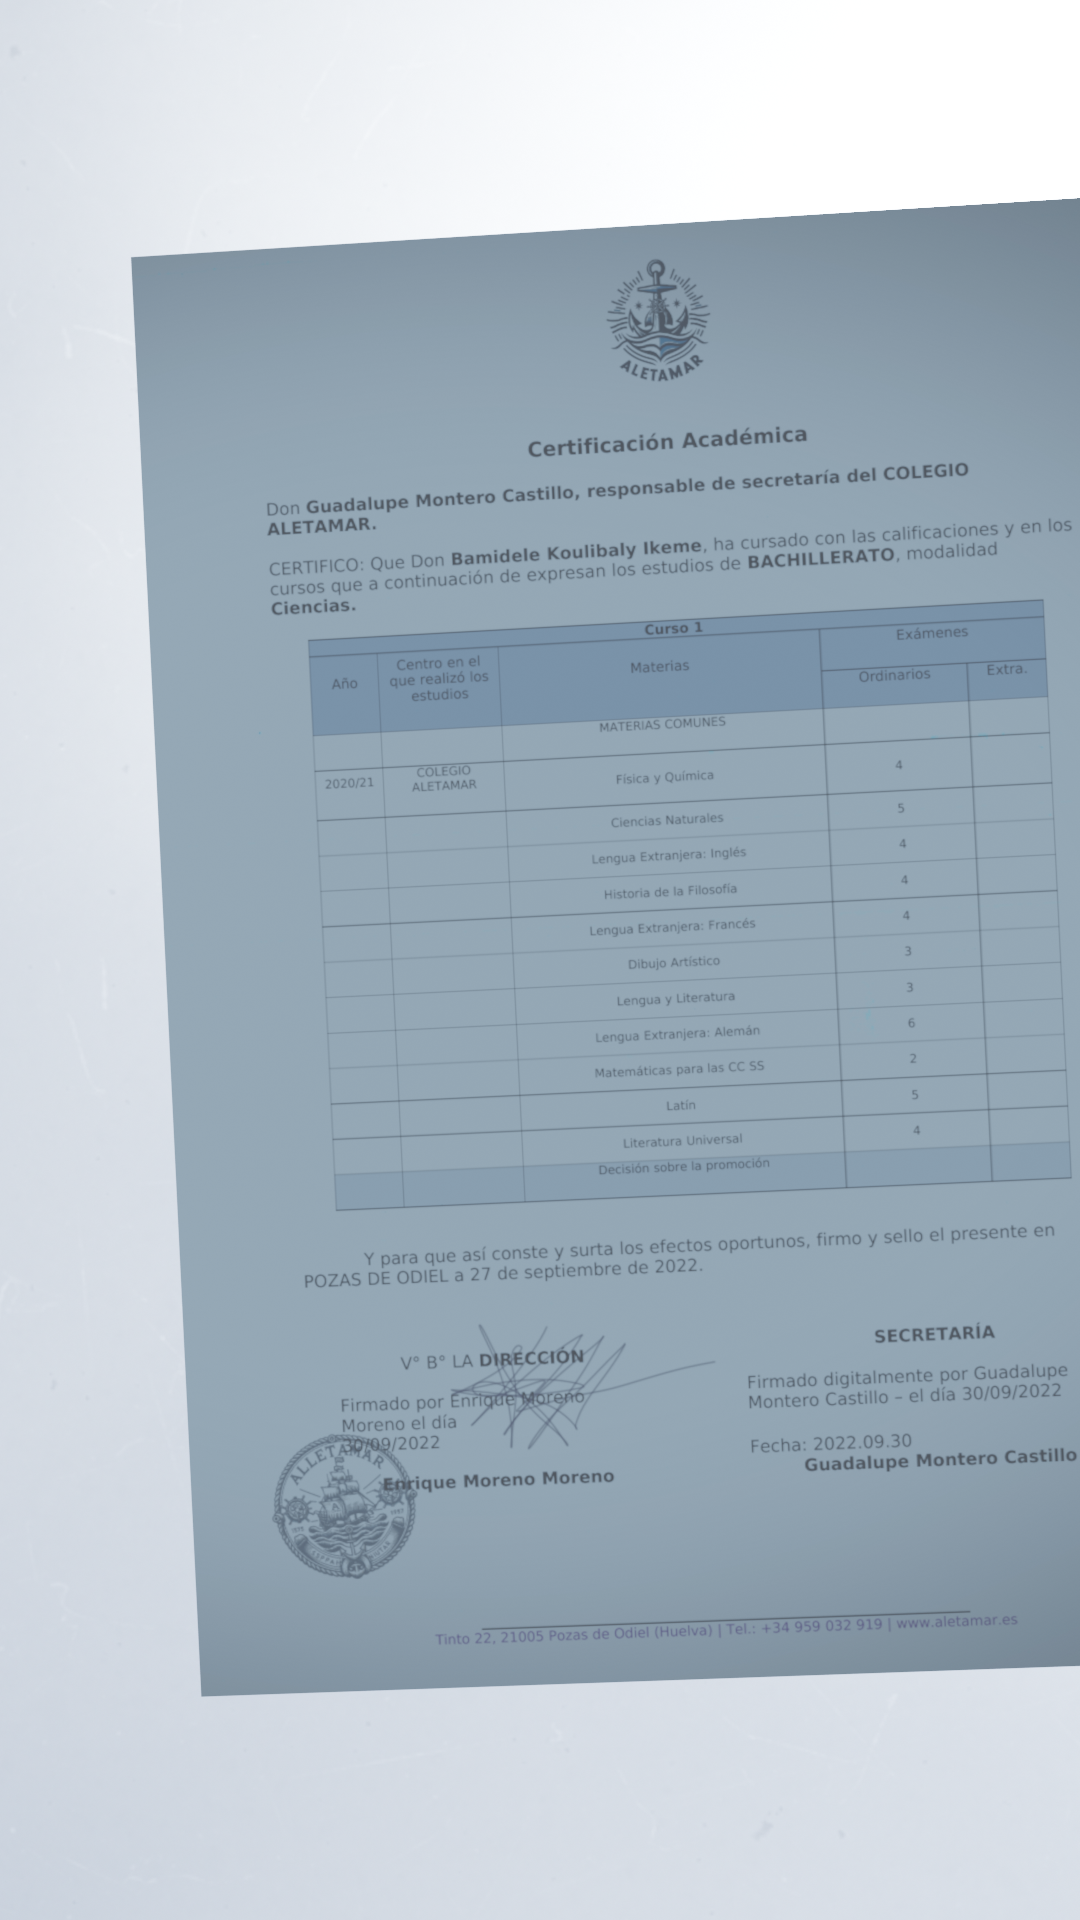 ALETAMAR
Certificación Académica
Don Guadalupe Montero Castillo, responsable de secretaría del COLEGIO
ALETAMAR.
CERTIFICO: Que Don Bamidele Koulibaly Ikeme, ha cursado con las calificaciones y en los
cursos que a continuación de expresan los estudios de BACHILLERATO, modalidad
Ciencias.
Curso 1
Año
Centro en el
que realizó los
estudios
Materias
Exámenes
Ordinarios
Extra.
MATERIAS COMUNES
2020/21
COLEGIO
ALETAMAR
Física y Química 4
Ciencias Naturales 5
Lengua Extranjera: Inglés 4
Historia de la Filosofía 4
Lengua Extranjera: Francés 4
Dibujo Artístico 3
Lengua y Literatura 3
Lengua Extranjera: Alemán 6
Matemáticas para las CC SS 2
Latín 5
Literatura Universal 4
Decisión sobre la promoción
Y para que así conste y surta los efectos oportunos, firmo y sello el presente en
POZAS DE ODIEL a 27 de septiembre de 2022.
V° B° LA DIRECCIÓN
Firmado por Enrique Moreno
Moreno el día
30/09/2022
Enrique Moreno Moreno
ALLETAMAR
SECRETARÍA
Firmado digitalmente por Guadalupe
Montero Castillo – el día 30/09/2022
Fecha: 2022.09.30
Guadalupe Montero Castillo
Tinto 22, 21005 Pozas de Odiel (Huelva) | Tel.: +34 959 032 919 | www.aletamar.es